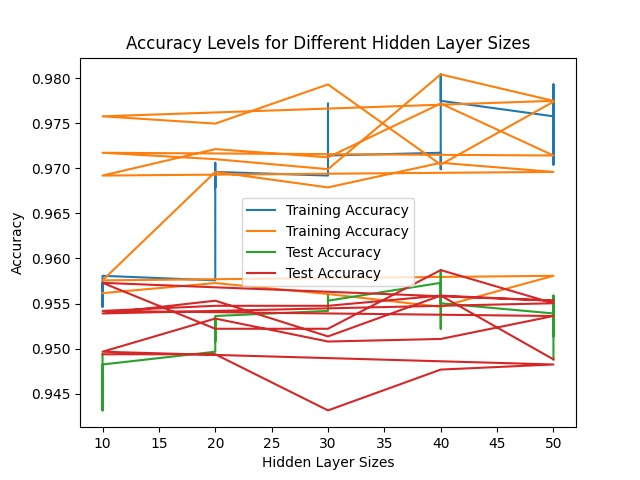 Accuracy Levels for Different Hidden Layer Sizes
0.980
0.975
0.970
0.965
0.960
0.955
0.950
0.945
Accuracy
Training Accuracy
Training Accuracy
Test Accuracy
Test Accuracy
10 15 20 25 30 35 40 45 50
Hidden Layer Sizes